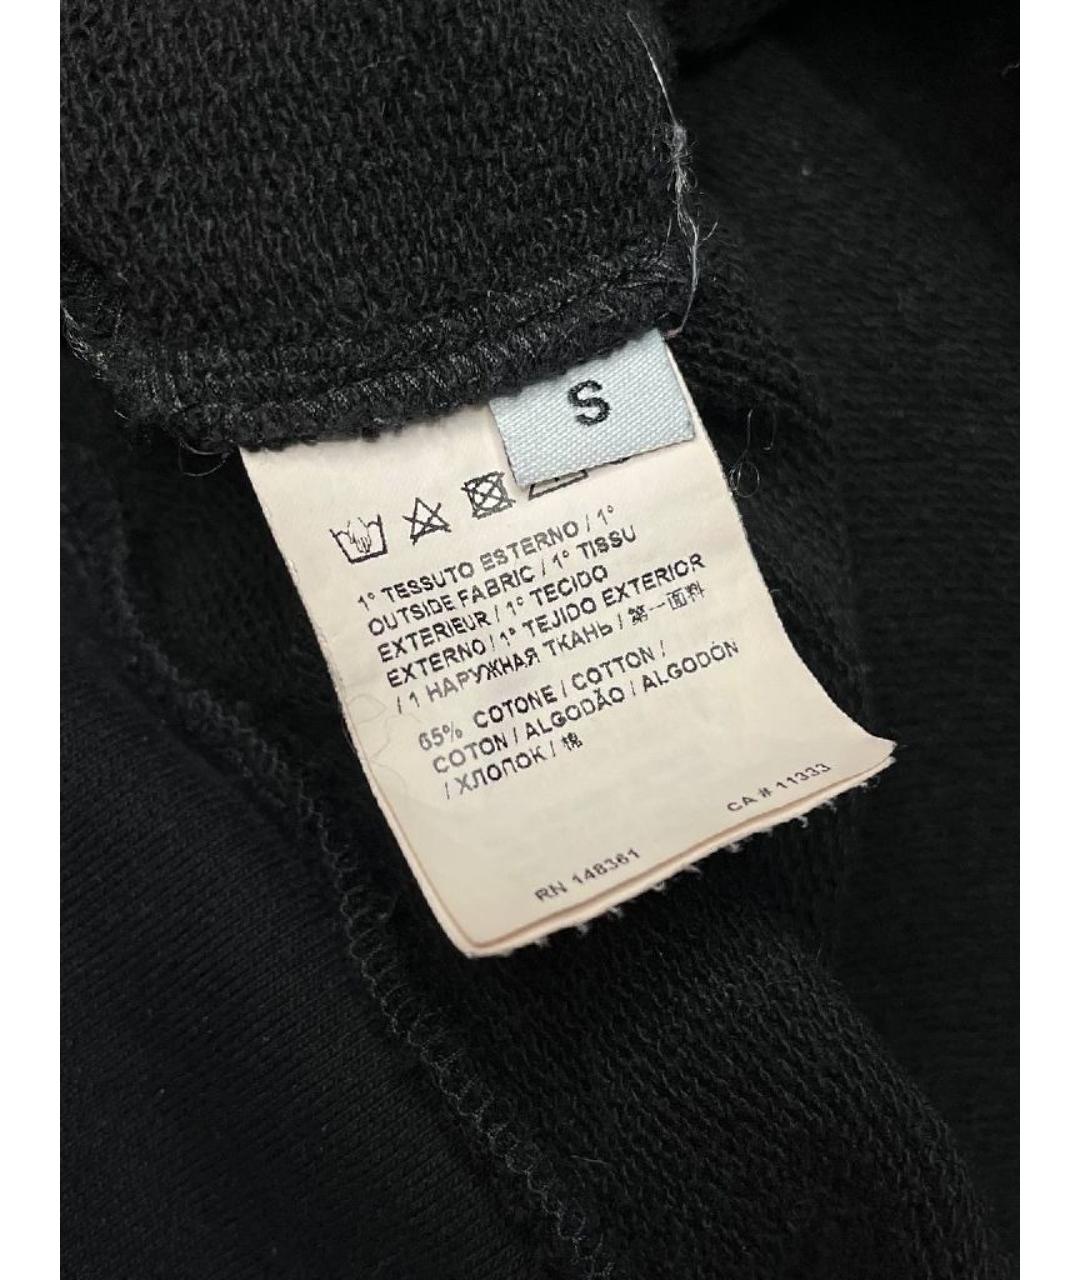 S
1° TESSUTO ESTERNO / 1°
OUTSIDE FABRIC / 1° TISSU
EXTERIEUR / 1° TECIDO
EXTERNO / 1° TEJIDO EXTERIOR
/ 1 НАРУЖНАЯ ТКАНЬ / 第一面料
65% COTONE / COTTON /
COTON / ALGODÃO / ALGODÓN
/ ХЛОПОК / 棉
CA # 11333
RN 148361